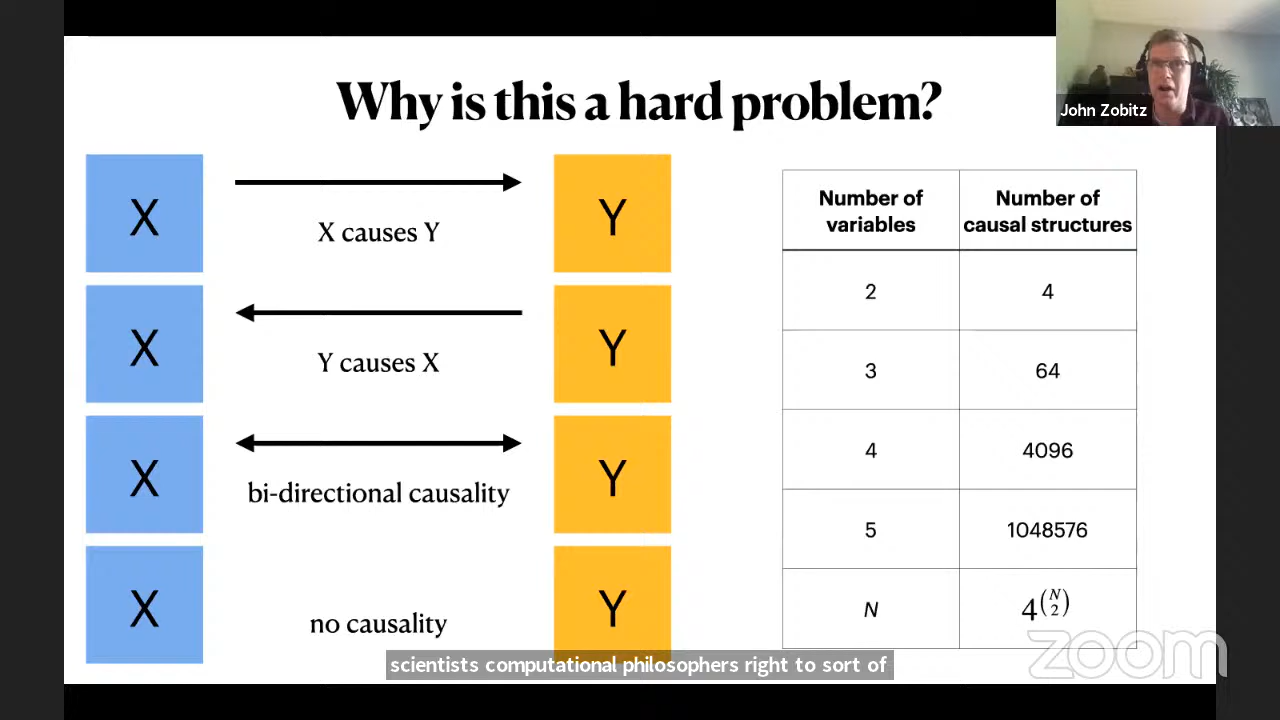 Why is this a hard problem?
John Zobitz
X
X causes Y
Y
X
Y causes X
Y
X
bi-directional causality
Y
X
no causality
Y
Number of variables
Number of causal structures
2
4
3
64
4
4096
5
1048576
N
4^(N 2)
scientists computational philosophers right to sort of
zoom